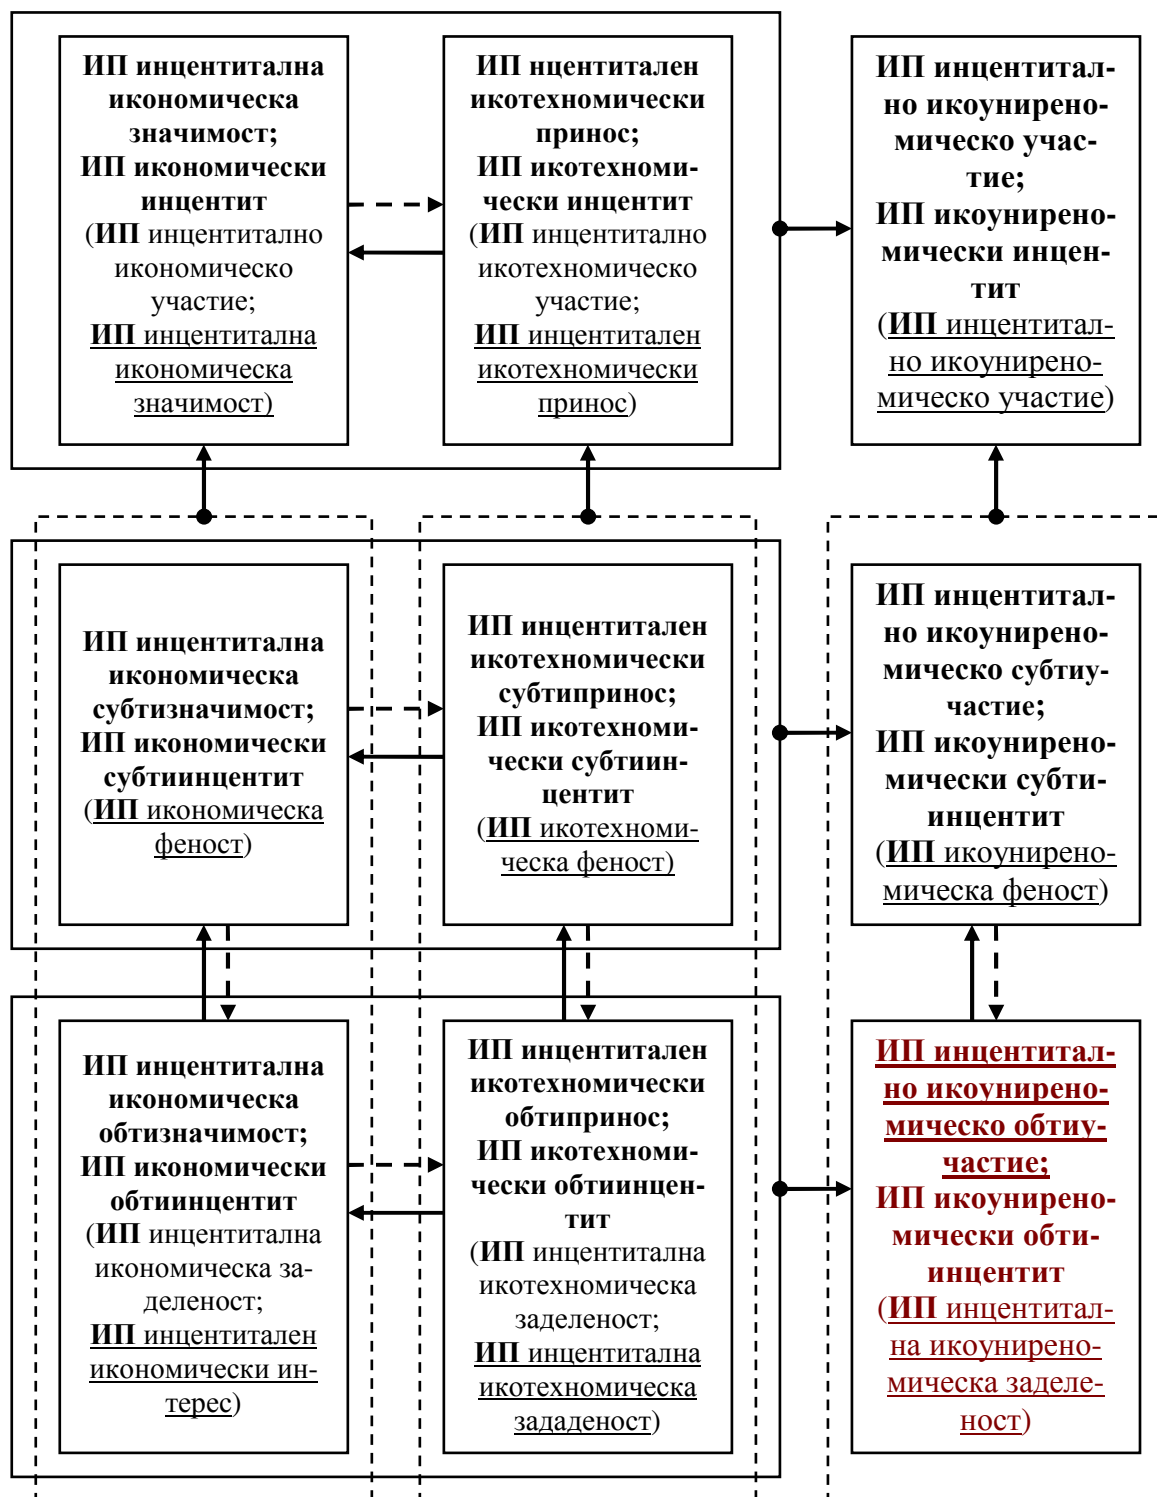 ИП инцентитална
икономическа
значимост;
ИП икономически
инцентит
(ИП инцентитално
икономическо
участие;
ИП инцентитална
икономическа
значимост)
ИП нцентитален
икотехномически
принос;
ИП икотехноми-
чески инцентит
(ИП инцентитално
икотехномическо
участие;
ИП инцентитален
икотехномически
принос)
ИП инцентитал-
но икоунирено-
мическо учас-
тие;
ИП икоунирено-
мически инцен-
тит
(ИП инцентитал-
но икоунирено-
мическо участие)
ИП инцентитална
икономическа
субтизначимост;
ИП икономически
субтиинцентит
(ИП икономическа
феност)
ИП инцентитален
икотехномически
субтипринос;
ИП икотехноми-
чески субтиин-
центит
(ИП икотехноми-
ческа феност)
ИП инцентитал-
но икоунирено-
мическо субтиу-
частие;
ИП икоунирено-
мически субти-
инцентит
(ИП икоунирено-
мическа феност)
ИП инцентитална
икономическа
обтизначимост;
ИП икономически
обтиинцентит
(ИП инцентитална
икономическа за-
деленост;
ИП инцентитален
икономически ин-
терес)
ИП инцентитален
икотехномически
обтипринос;
ИП икотехноми-
чески обтиинцен-
тит
(ИП инцентитална
икотехномическа
заделеност;
ИП инцентитална
икотехномическа
зададеност)
ИП инцентитал-
но икоунирено-
мическо обтиу-
частие;
ИП икоунирено-
мически обти-
инцентит
(ИП инцентитал-
на икоунирено-
мическа заделе-
ност)